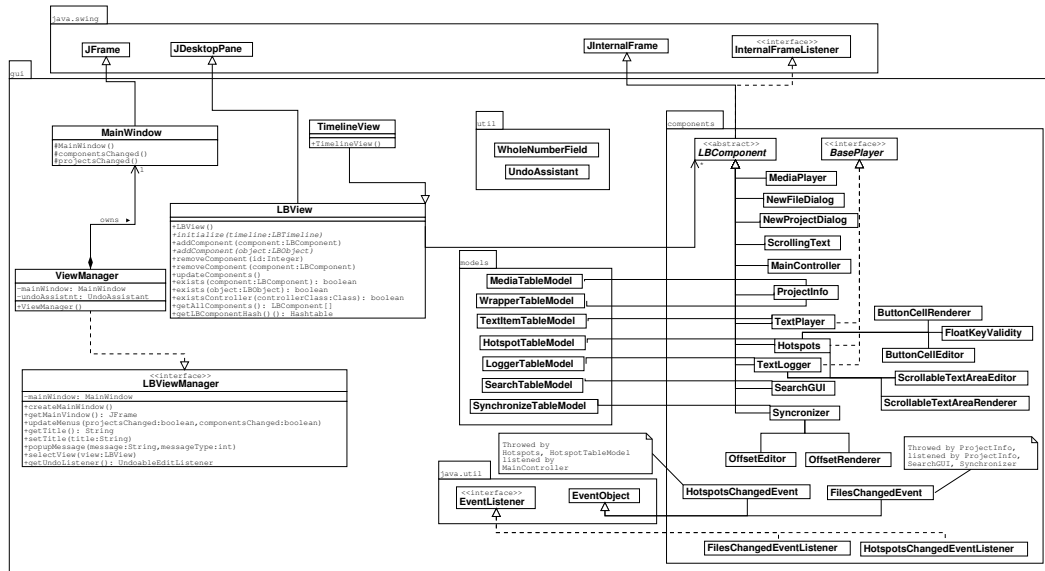 java.swing
JFrame
JDesktopPane
JInternalFrame
<<interface>>
InternalFrameListener
gui
MainWindow
#MainWindow()
#componentsChanged()
#projectsChanged()
1
owns
TimelineView
+TimelineView()
util
WholeNumberField
UndoAssistant
LBView
+LBView()
+initialize(timeline:LBTimeline)
+addComponent(component:LBComponent)
+addComponent(object:LBObject)
+removeComponent(id:Integer)
+removeComponent(component:LBComponent)
+updateComponents()
+exists(component:LBComponent): boolean
+exists(object:LBObject): boolean
+existsController(controllerClass:Class): boolean
+getAllComponents(): LBComponent[]
+getLBComponentHash()(): Hashtable
ViewManager
-mainWindow: MainWindow
-undoAssistnt: UndoAssistant
+ViewManager()
<<interface>>
LBViewManager
-mainWindow: MainWindow
+createMainWindow()
+getMainVindow(): JFrame
+updateMenus(projectsChanged:boolean,componentsChanged:boolean)
+getTitle(): String
+setTitle(title:String)
+popupMessage(message:String,messageType:int)
+selectView(view:LBView)
+getUndoListener(): UndoableEditListener
components
<<abstract>>
LBComponent
*
<<interface>>
BasePlayer
MediaPlayer
NewFileDialog
NewProjectDialog
ScrollingText
MainController
ProjectInfo
TextPlayer
Hotspots
TextLogger
SearchGUI
Syncronizer
OffsetEditor
OffsetRenderer
ButtonCellRenderer
FloatKeyValidity
ButtonCellEditor
ScrollableTextAreaEditor
ScrollableTextAreaRenderer
models
MediaTableModel
WrapperTableModel
TextItemTableModel
HotspotTableModel
LoggerTableModel
SearchTableModel
SynchronizeTableModel
Throwed by
Hotspots, HotspotTableModel
listened by
MainController
Throwed by ProjectInfo,
listened by ProjectInfo,
SearchGUI, Synchronizer
java.util
<<interface>>
EventListener
EventObject
HotspotsChangedEvent
FilesChangedEvent
FilesChangedEventListener
HotspotsChangedEventListener